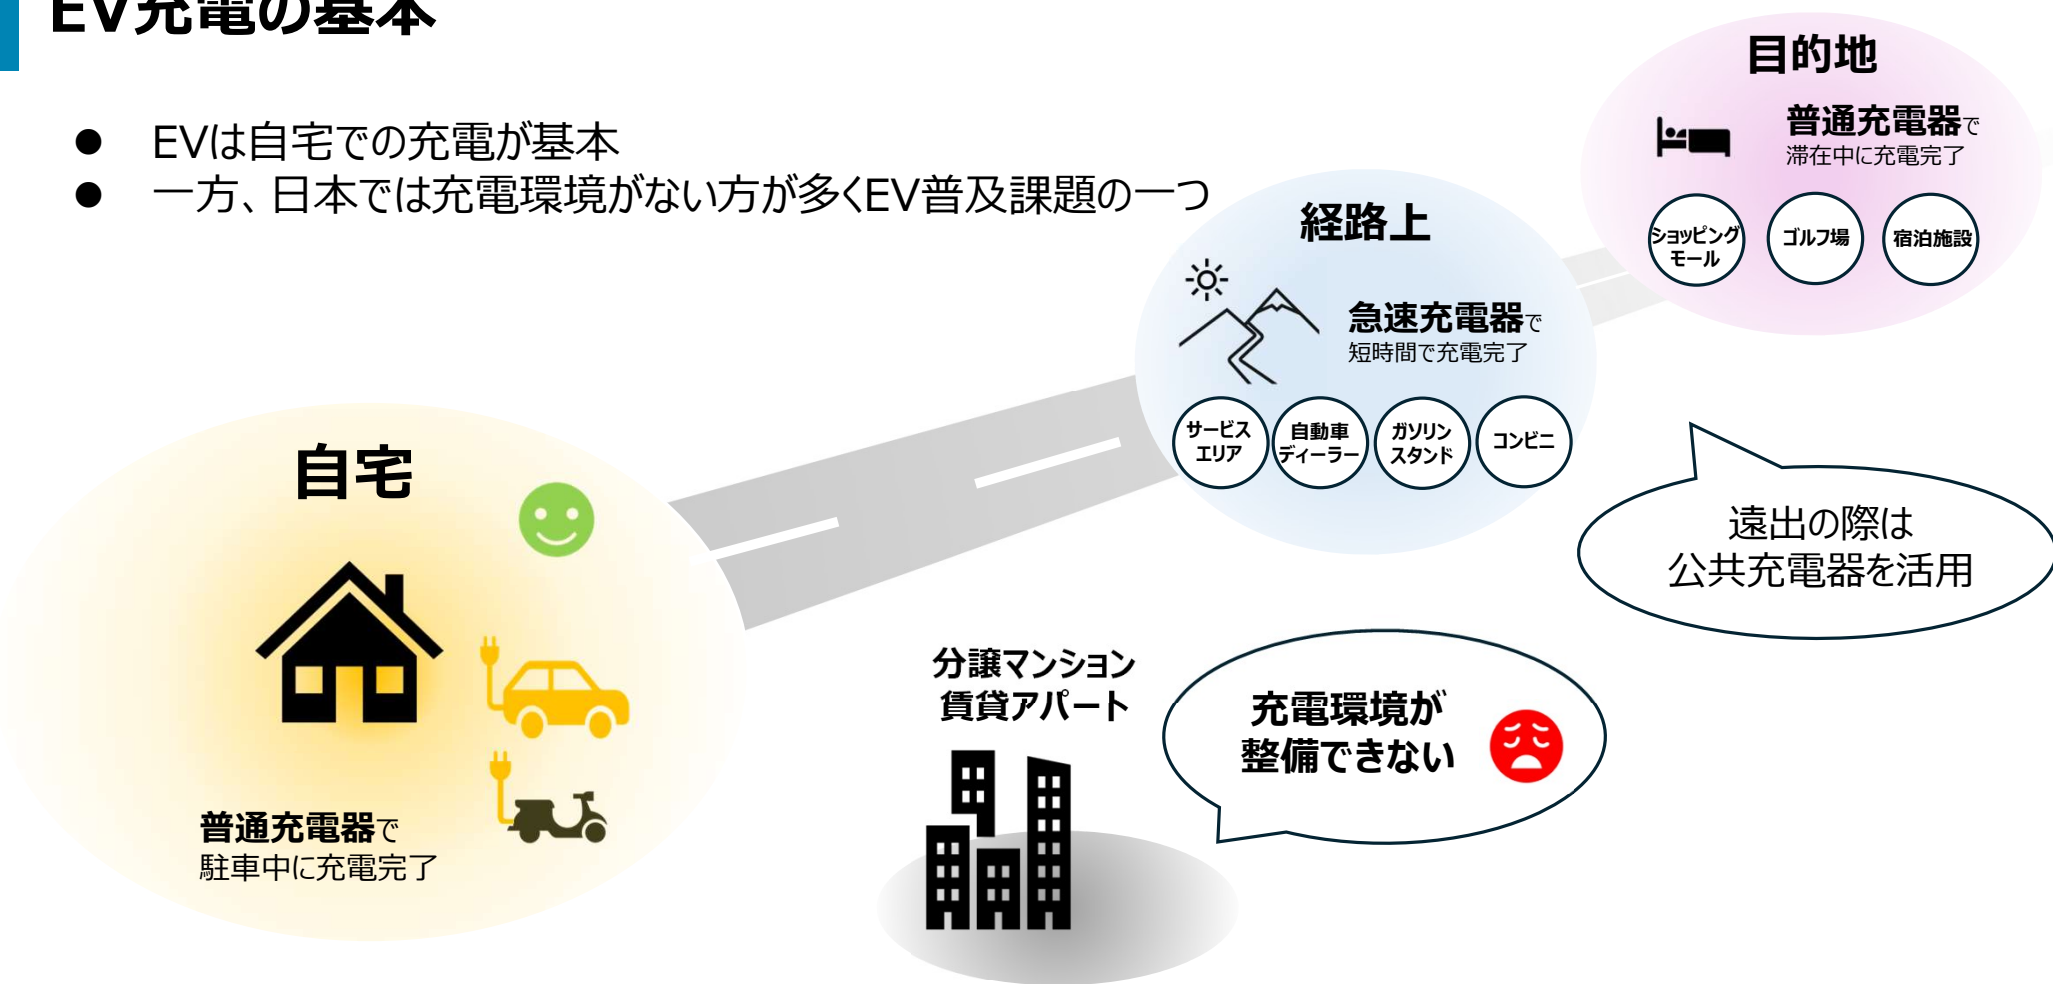 EV充電の基本
● EVは自宅での充電が基本
● 一方、日本では充電環境がない方が多くEV普及課題の一つ
目的地
普通充電器で
滞在中に充電完了
ショッピング
モール
ゴルフ場
宿泊施設
経路上
急速充電器で
短時間で充電完了
サービス
エリア
自動車
ディーラー
ガソリン
スタンド
コンビニ
遠出の際は
公共充電器を活用
自宅
普通充電器で
駐車中に充電完了
分譲マンション
賃貸アパート
充電環境が
整備できない